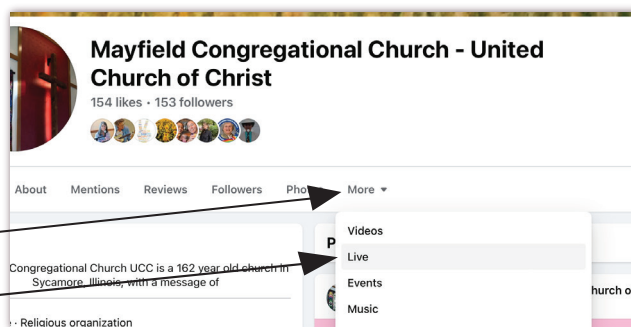 Mayfield Congregational Church - United
Church of Christ
154 likes · 153 followers
About Mentions Reviews Followers More
Videos
Live
Events
Music
Congregational Church UCC is a 162 year old church in
Sycamore, Illinois, with a message of
· Religious organization